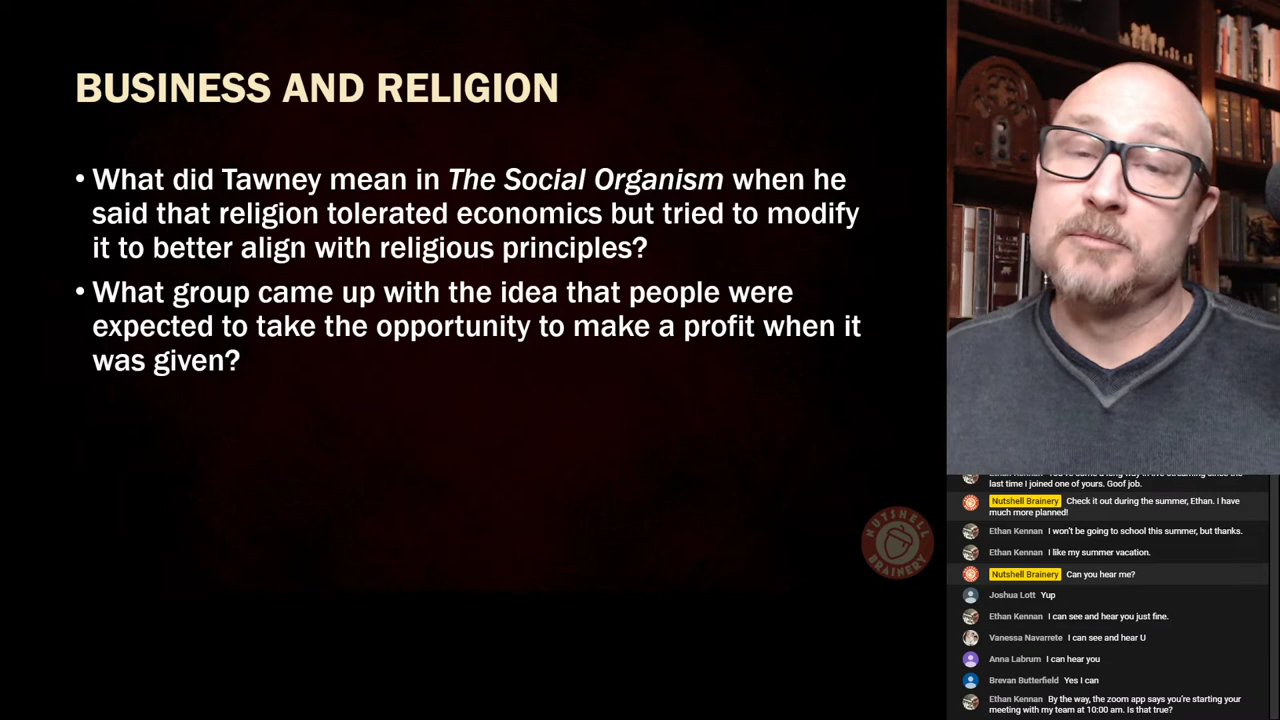 BUSINESS AND RELIGION
• What did Tawney mean in The Social Organism when he
said that religion tolerated economics but tried to modify
it to better align with religious principles?
• What group came up with the idea that people were
expected to take the opportunity to make a profit when it
was given?
NUTSHELL
BRAINERY
last time I joined one of yours. Goof job.
Nutshell Brainery Check it out during the summer, Ethan. I have
much more planned!
Ethan Kennan I won't be going to school this summer, but thanks.
Ethan Kennan I like my summer vacation.
Nutshell Brainery Can you hear me?
Joshua Lott Yup
Ethan Kennan I can see and hear you just fine.
Vanessa Navarrete I can see and hear U
Anna Labrum I can hear you
Brevan Butterfield Yes I can
Ethan Kennan By the way, the zoom app says you're starting your
meeting with my team at 10:00 am. Is that true?